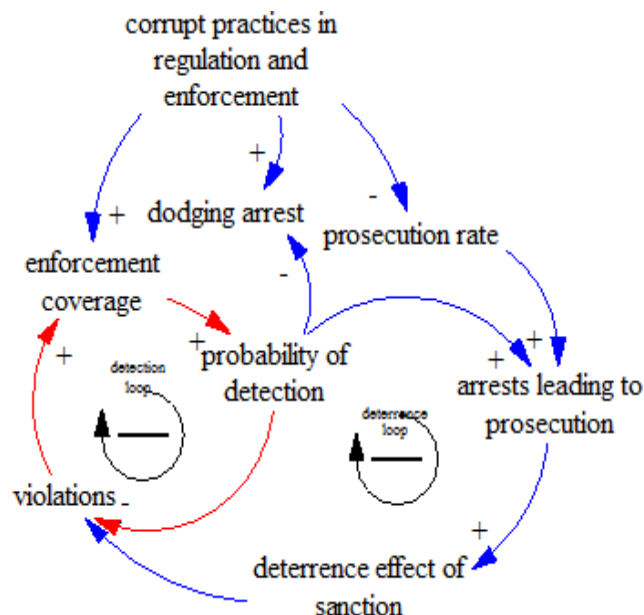 corrupt practices in
regulation and
enforcement
+
+
-
dodging arrest
prosecution rate
enforcement
coverage
-
+
+
+
+
probability of
detection
detection
loop
deterrence
loop
arrests leading to
prosecution
violations -
+
deterrence effect of
sanction